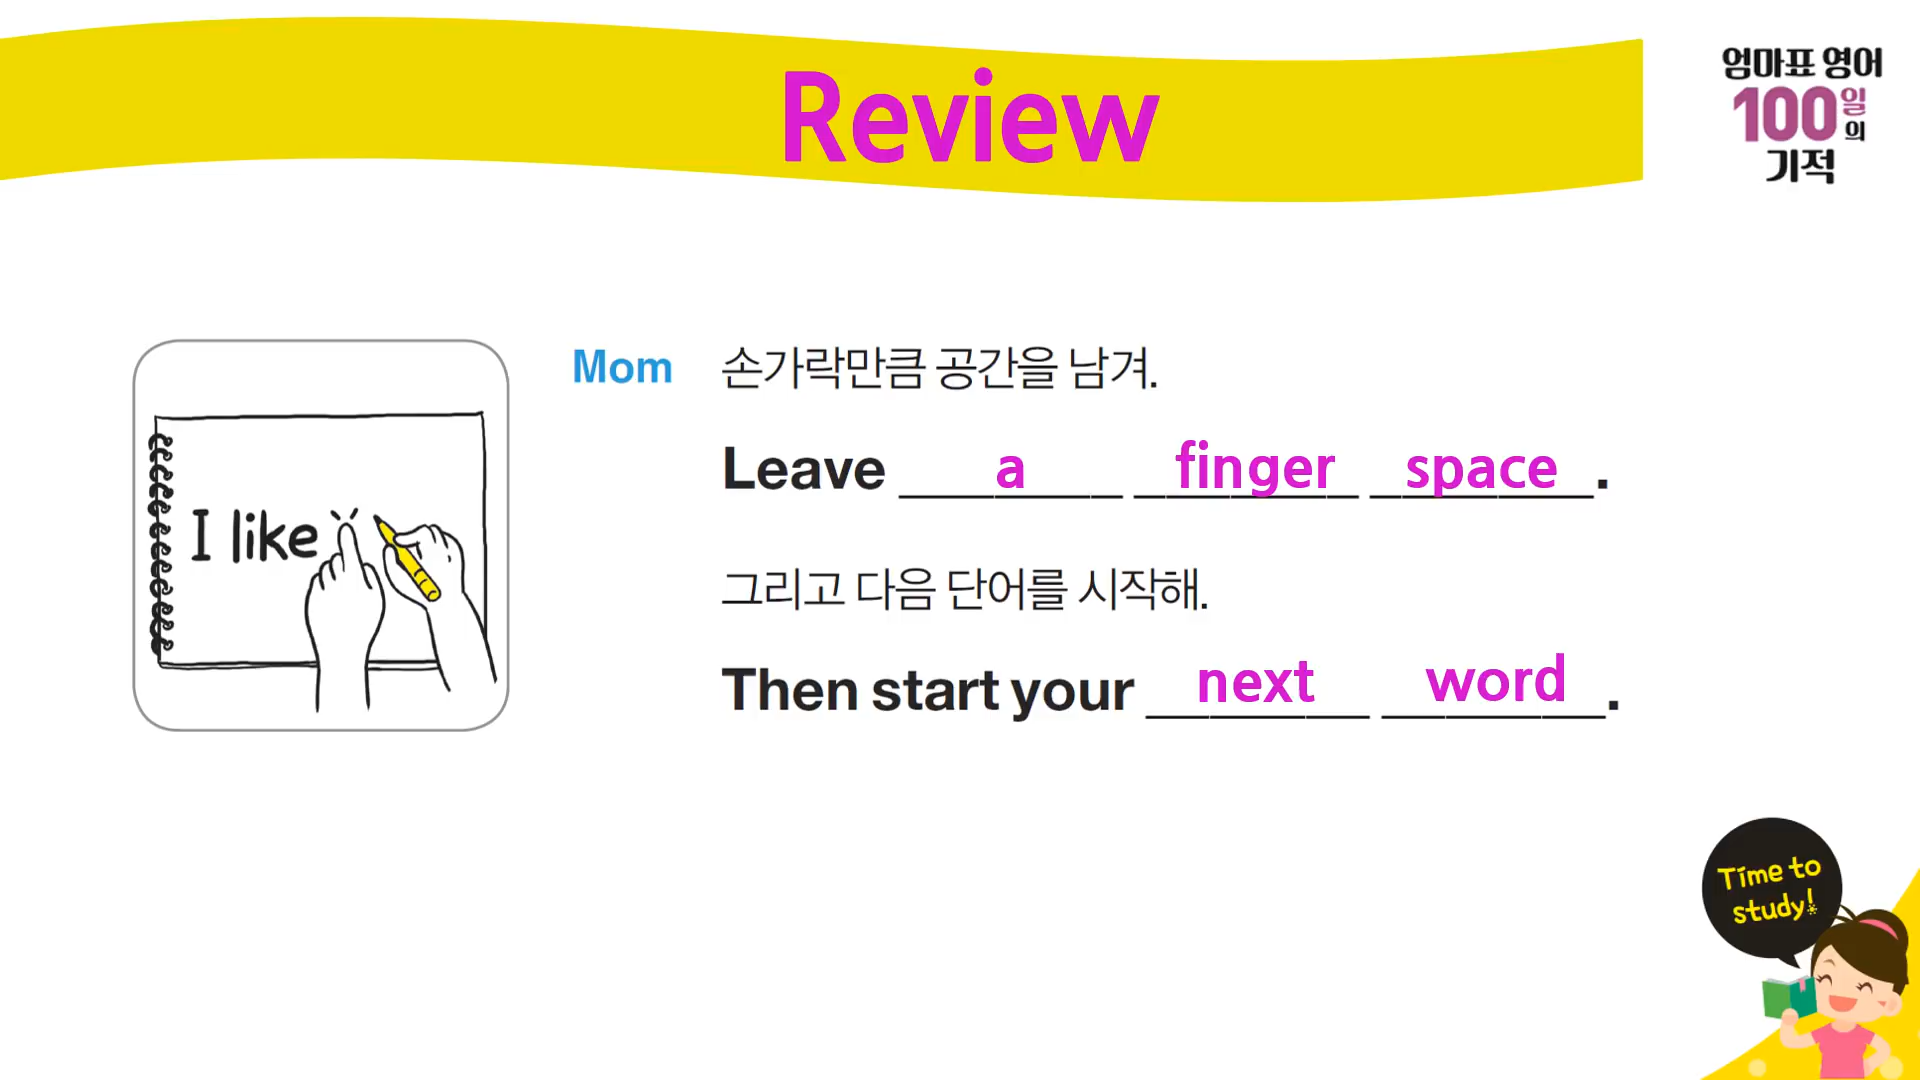 Review
엄마표 영어
100일의
기적
Mom 손가락만큼 공간을 남겨.
Leave a finger space.
I like
그리고 다음 단어를 시작해.
Then start your next word.
Time to
study!